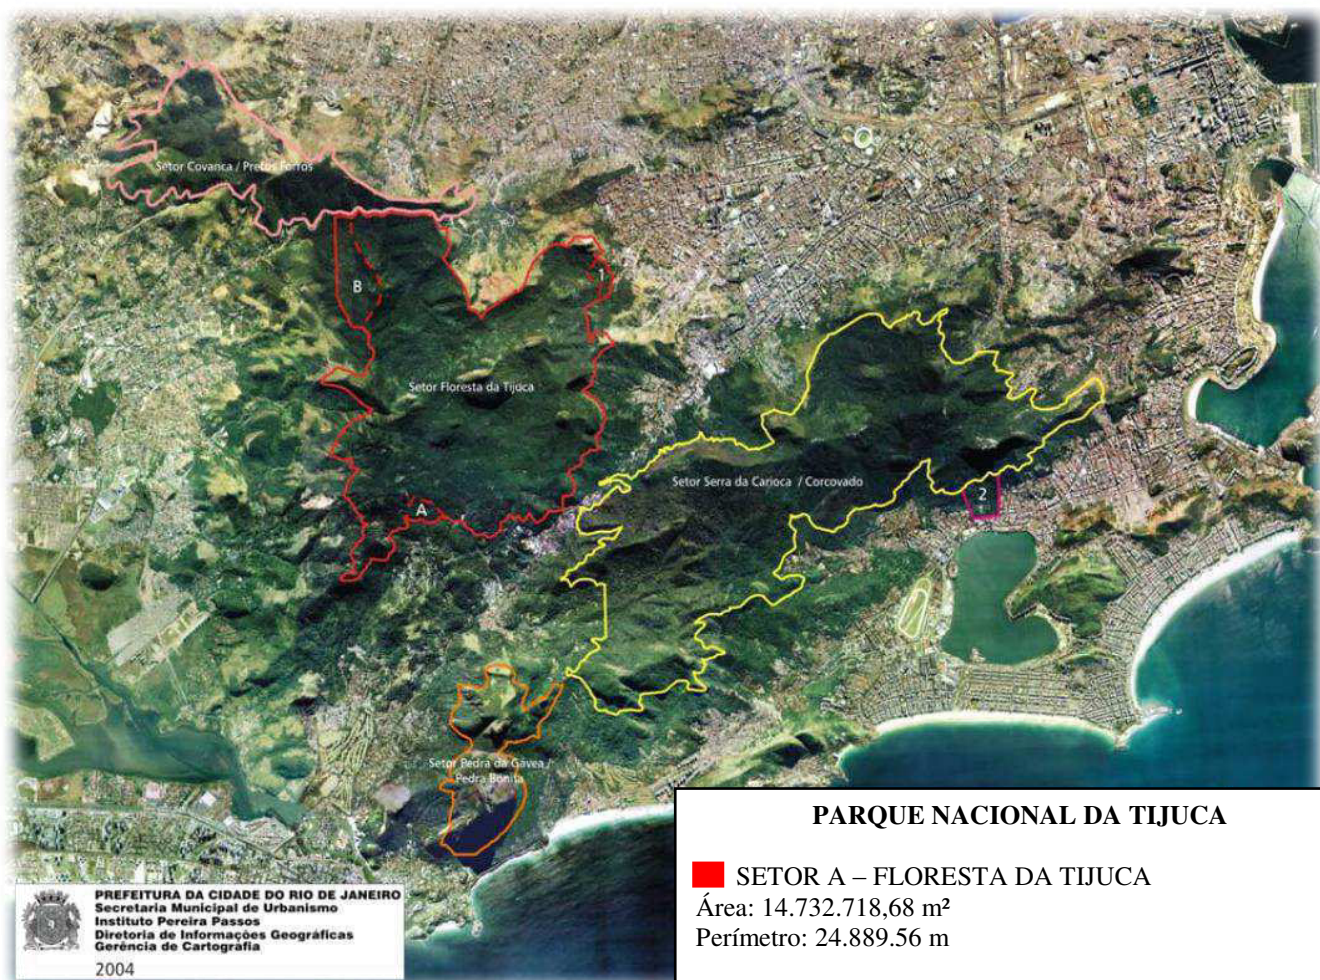 Setor Covanca / Pretos Forros
1
B
Setor Floresta da Tijuca
Setor Serra da Carioca / Corcovado
2
A
Setor Pedra da Gávea /
Pedra Bonita
PARQUE NACIONAL DA TIJUCA
SETOR A – FLORESTA DA TIJUCA
Área: 14.732.718,68 m²
Perímetro: 24.889.56 m
PREFEITURA DA CIDADE DO RIO DE JANEIRO
Secretaria Municipal de Urbanismo
Instituto Pereira Passos
Diretoria de Informações Geográficas
Gerência de Cartografia
2004